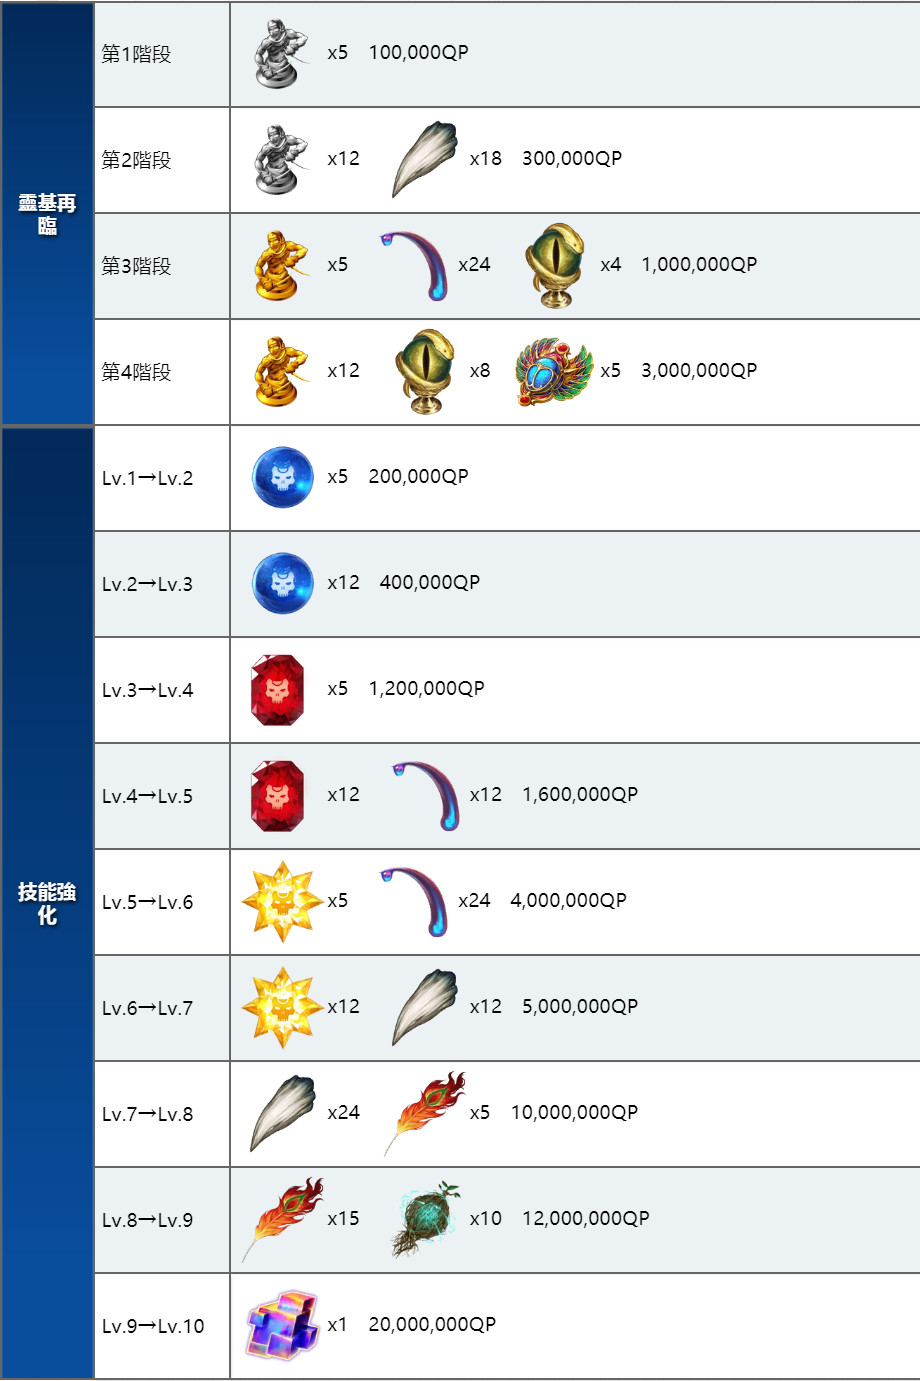 靈基再
臨
第1階段 x5 100,000QP
第2階段 x12 x18 300,000QP
第3階段 x5 x24 x4 1,000,000QP
第4階段 x12 x8 x5 3,000,000QP
技能強
化
Lv.1→Lv.2 x5 200,000QP
Lv.2→Lv.3 x12 400,000QP
Lv.3→Lv.4 x5 1,200,000QP
Lv.4→Lv.5 x12 x12 1,600,000QP
Lv.5→Lv.6 x5 x24 4,000,000QP
Lv.6→Lv.7 x12 x12 5,000,000QP
Lv.7→Lv.8 x24 x5 10,000,000QP
Lv.8→Lv.9 x15 x10 12,000,000QP
Lv.9→Lv.10 x1 20,000,000QP